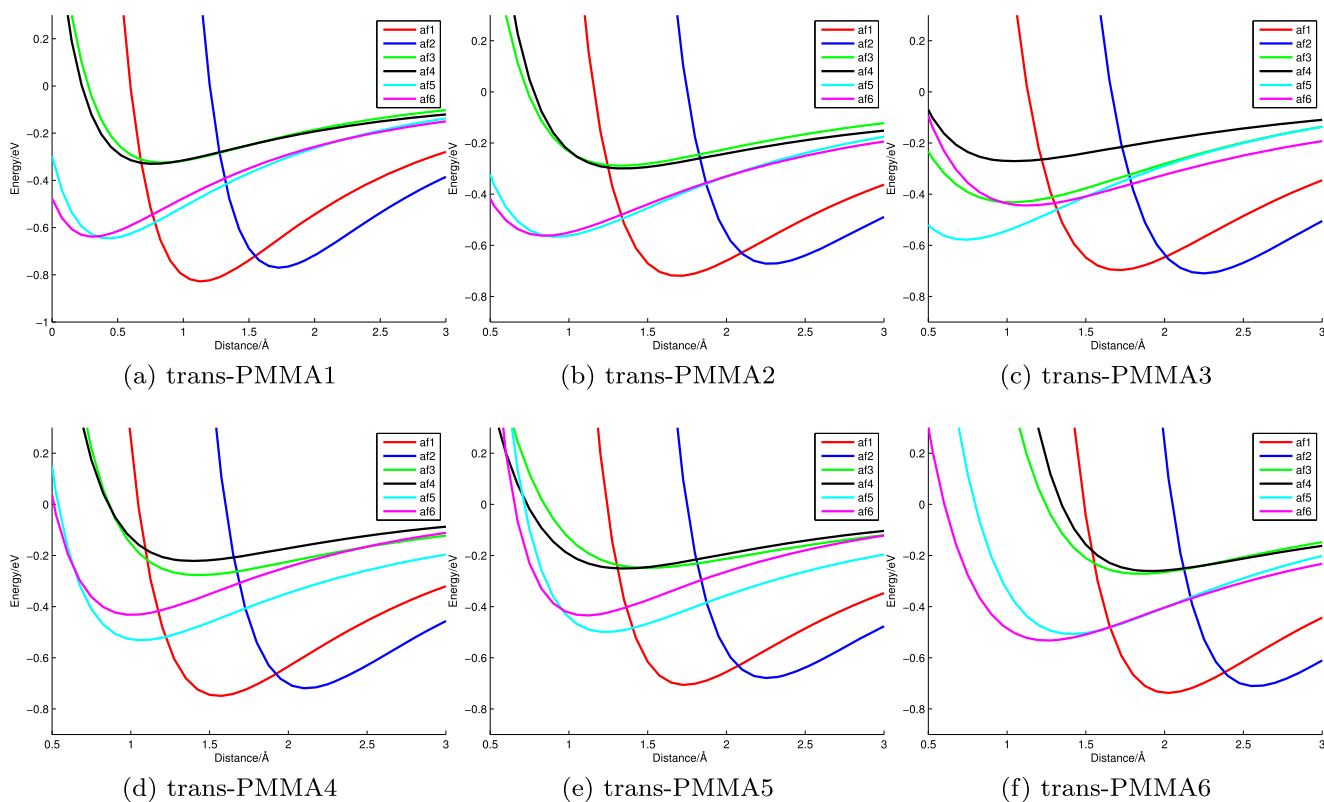 0.2
0
−0.2
−0.4
−0.6
−0.8
−1
Energy/eV
0 0.5 1 1.5 2 2.5 3
Distance/Å
af1
af2
af3
af4
af5
af6
(a) trans-PMMA1
0.2
0
−0.2
−0.4
−0.6
−0.8
Energy/eV
0.5 1 1.5 2 2.5 3
Distance/Å
af1
af2
af3
af4
af5
af6
(b) trans-PMMA2
0.2
0
−0.2
−0.4
−0.6
−0.8
Energy/eV
0.5 1 1.5 2 2.5 3
Distance/Å
af1
af2
af3
af4
af5
af6
(c) trans-PMMA3
0.2
0
−0.2
−0.4
−0.6
−0.8
Energy/eV
0.5 1 1.5 2 2.5 3
Distance/Å
af1
af2
af3
af4
af5
af6
(d) trans-PMMA4
0.2
0
−0.2
−0.4
−0.6
−0.8
Energy/eV
0.5 1 1.5 2 2.5 3
Distance/Å
af1
af2
af3
af4
af5
af6
(e) trans-PMMA5
0.2
0
−0.2
−0.4
−0.6
−0.8
Energy/eV
0.5 1 1.5 2 2.5 3
Distance/Å
af1
af2
af3
af4
af5
af6
(f) trans-PMMA6